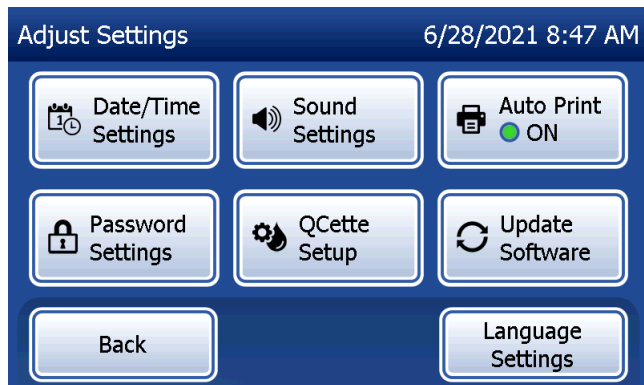 Adjust Settings 6/28/2021 8:47 AM
Date/Time
Settings
Sound
Settings
Auto Print
ON
Password
Settings
QCette
Setup
Update
Software
Back
Language
Settings